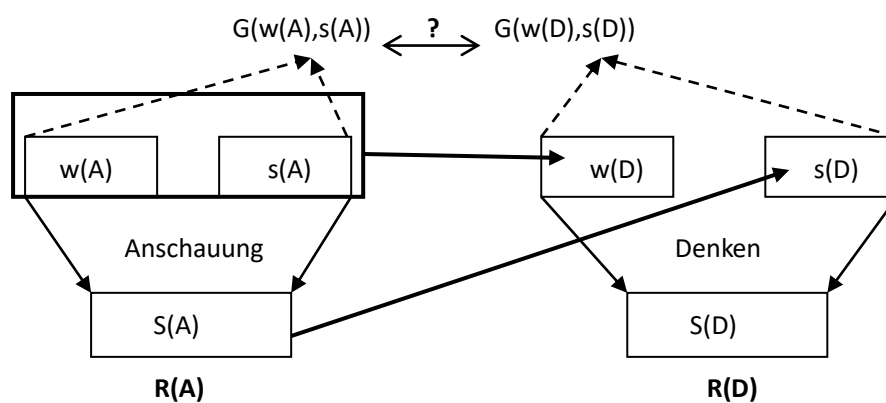 G(w(A),s(A)) ? G(w(D),s(D))
w(A) s(A) w(D) s(D)
Anschauung Denken
S(A) S(D)
R(A) R(D)